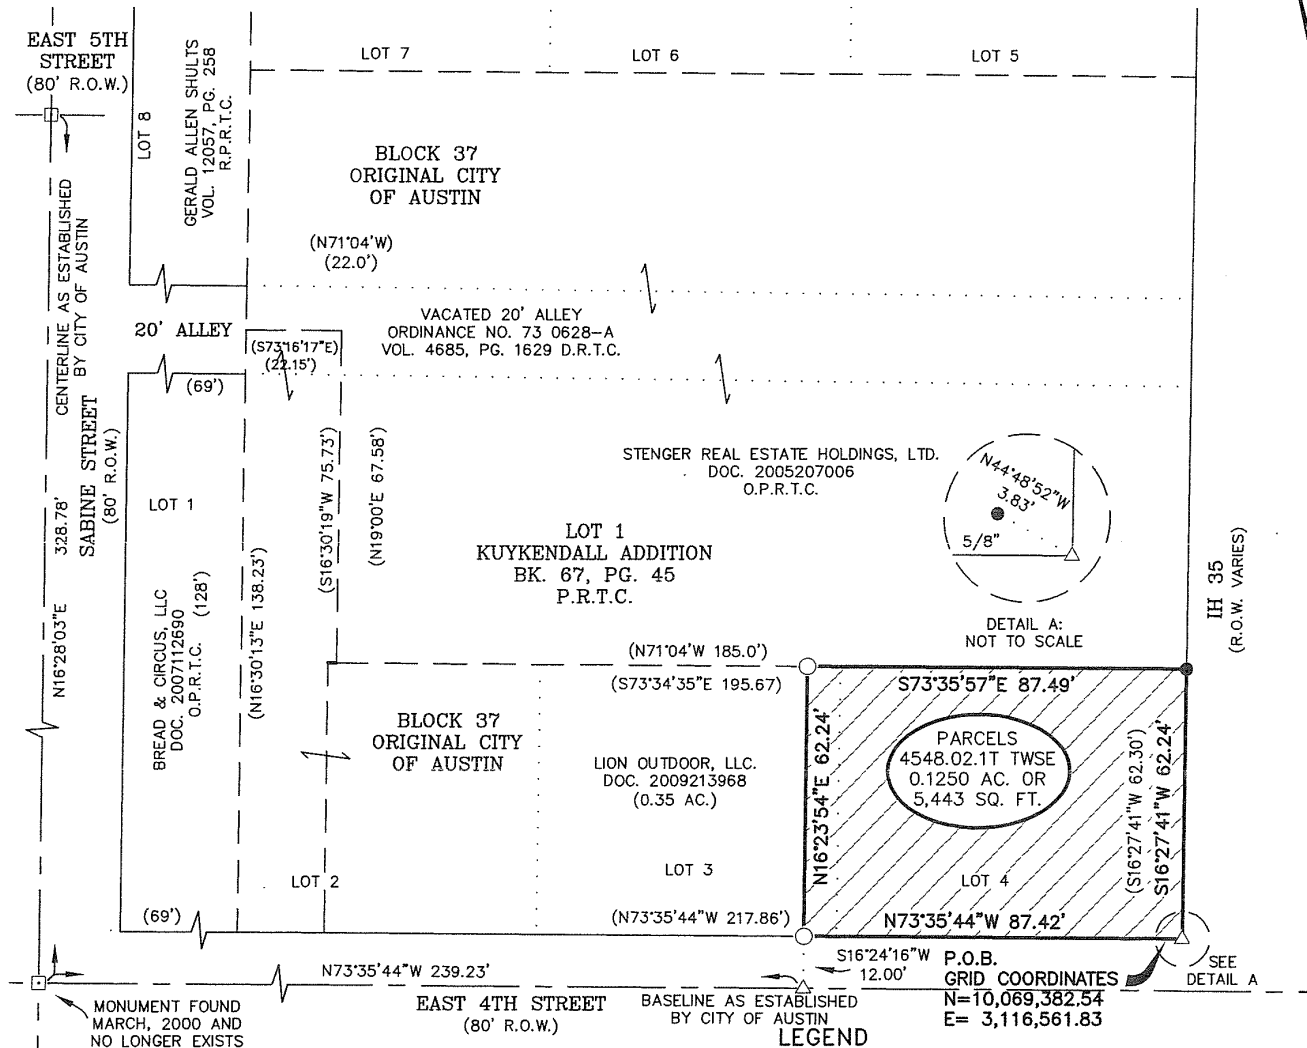 EAST 5TH
STREET
(80' R.O.W.)
LOT 8
GERALD ALLEN SHULTS
VOL. 12057, PG. 258
R.P.R.T.C.
LOT 7
LOT 6
LOT 5
BLOCK 37
ORIGINAL CITY
OF AUSTIN
(N71°04'W)
(22.0')
CENTERLINE AS ESTABLISHED
BY CITY OF AUSTIN
20' ALLEY
(S73°16'17"E)
(22.15')
VACATED 20' ALLEY
ORDINANCE NO. 73 0628-A
VOL. 4685, PG. 1629 D.R.T.C.
(69')
SABINE STREET
(80' R.O.W.)
328.78'
N16°28'03"E
LOT 1
BREAD & CIRCUS, LLC
DOC. 2007112690
O.P.R.T.C.
(128')
(N16°30'13"E 138.23')
(S16°30'19"W 75.73')
(N19°00'E 67.58')
STENGER REAL ESTATE HOLDINGS, LTD.
DOC. 2005207006
O.P.R.T.C.
LOT 1
KUYKENDALL ADDITION
BK. 67, PG. 45
P.R.T.C.
N44°48'52"W
3.83'
5/8"
DETAIL A:
NOT TO SCALE
IH 35
(R.O.W. VARIES)
(N71°04'W 185.0')
(S73°34'35"E 195.67)
S73°35'57"E 87.49'
BLOCK 37
ORIGINAL CITY
OF AUSTIN
LION OUTDOOR, LLC.
DOC. 2009213968
(0.35 AC.)
N16°23'54"E 62.24'
PARCELS
4548.02.1T TWSE
0.1250 AC. OR
5,443 SQ. FT.
(S16°27'41"W 62.30')
S16°27'41"W 62.24'
LOT 2
LOT 3
LOT 4
(69')
(N73°35'44"W 217.86')
N73°35'44"W 87.42'
N73°35'44"W 239.23'
S16°24'16"W
12.00'
P.O.B.
GRID COORDINATES
N=10,069,382.54
E= 3,116,561.83
SEE
DETAIL A
MONUMENT FOUND
MARCH, 2000 AND
NO LONGER EXISTS
EAST 4TH STREET
(80' R.O.W.)
BASELINE AS ESTABLISHED
BY CITY OF AUSTIN
LEGEND